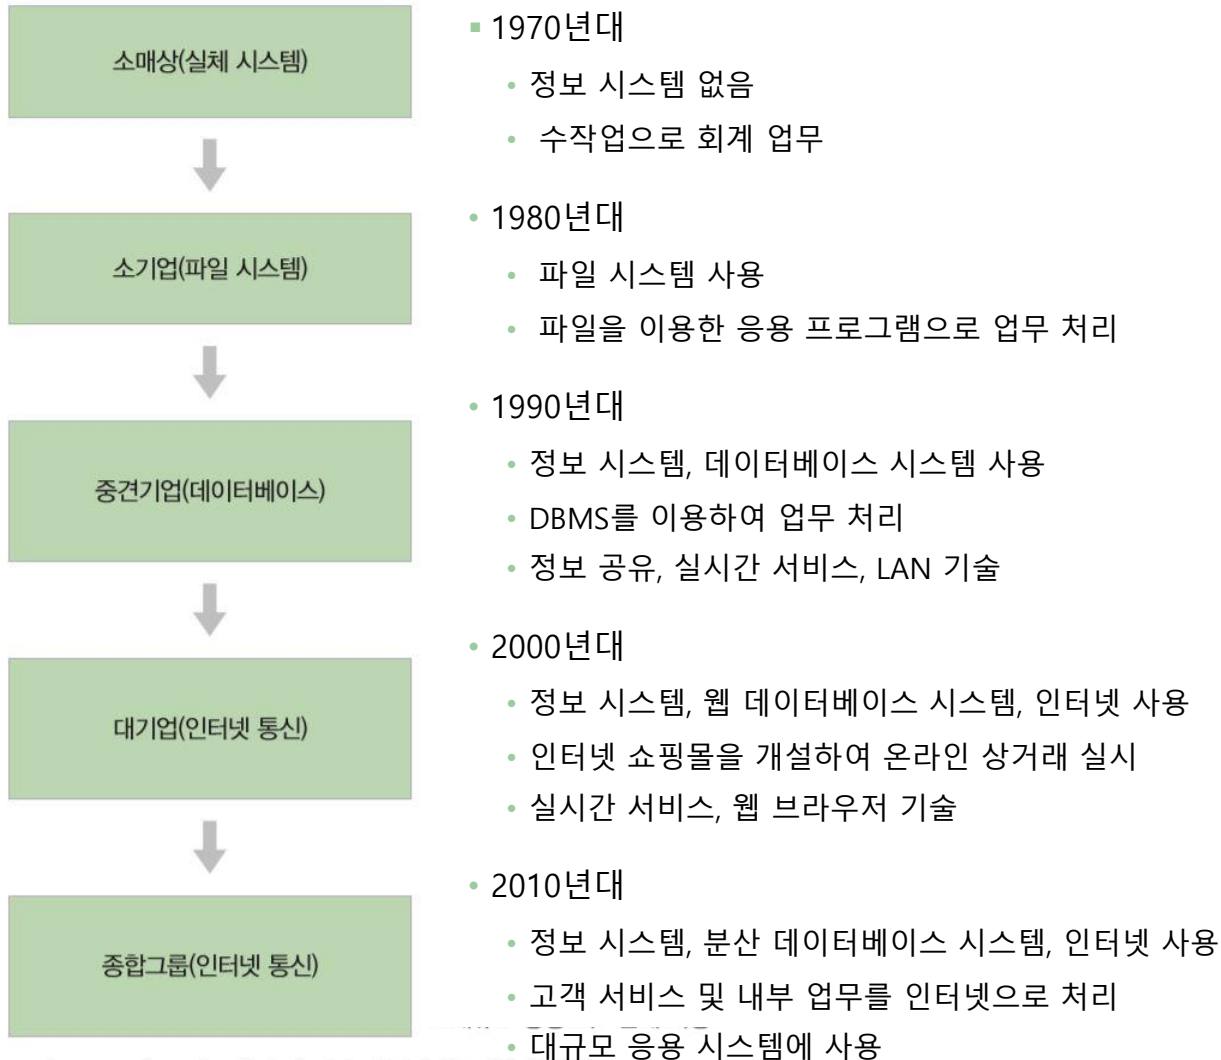 소매상(실체 시스템)
1970년대
정보 시스템 없음
수작업으로 회계 업무
소기업(파일 시스템)
1980년대
파일 시스템 사용
파일을 이용한 응용 프로그램으로 업무 처리
중견기업(데이터베이스)
1990년대
정보 시스템, 데이터베이스 시스템 사용
DBMS를 이용하여 업무 처리
정보 공유, 실시간 서비스, LAN 기술
대기업(인터넷 통신)
2000년대
정보 시스템, 웹 데이터베이스 시스템, 인터넷 사용
인터넷 쇼핑몰을 개설하여 온라인 상거래 실시
실시간 서비스, 웹 브라우저 기술
종합그룹(인터넷 통신)
2010년대
정보 시스템, 분산 데이터베이스 시스템, 인터넷 사용
고객 서비스 및 내부 업무를 인터넷으로 처리
대규모 응용 시스템에 사용